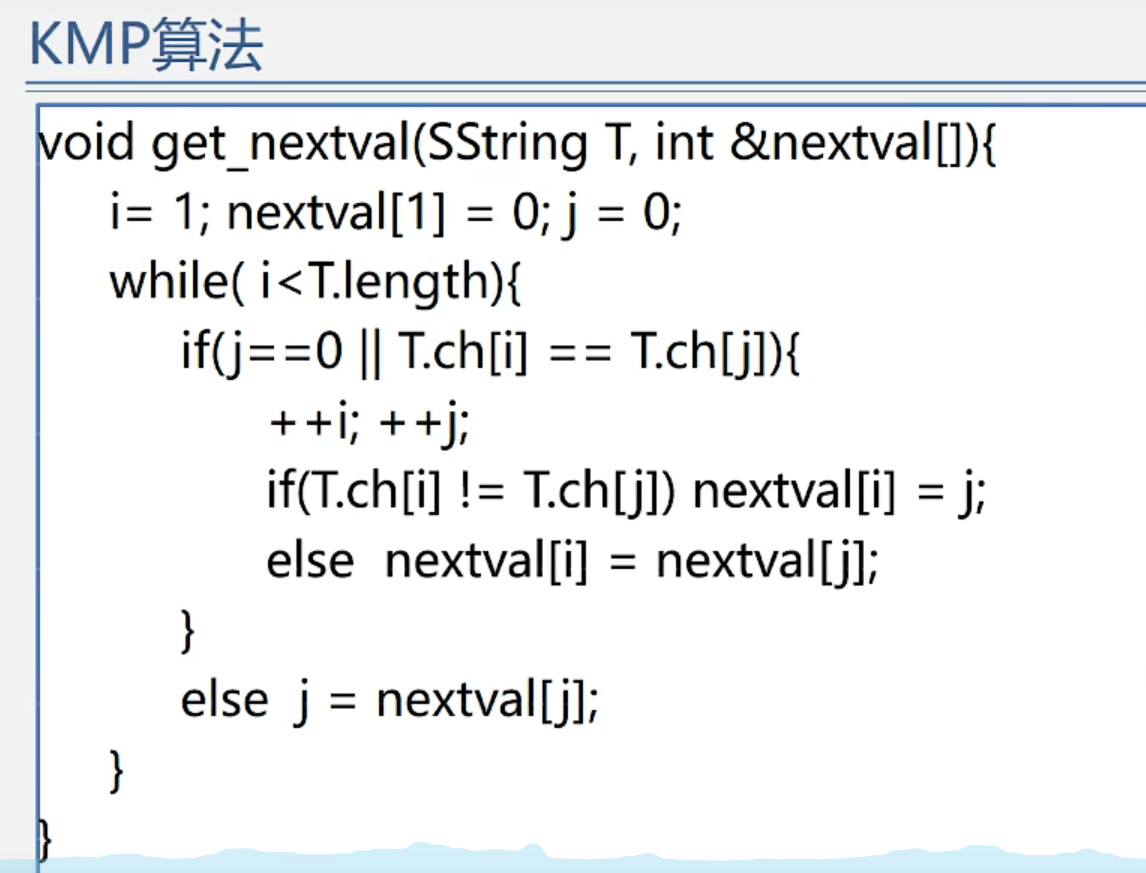 KMP算法
void get_nextval(SString T, int &nextval[]){
i= 1; nextval[1] = 0; j = 0;
while( i<T.length){
if(j==0 || T.ch[i] == T.ch[j]){
++i; ++j;
if(T.ch[i] != T.ch[j]) nextval[i] = j;
else nextval[i] = nextval[j];
}
else j = nextval[j];
}
}